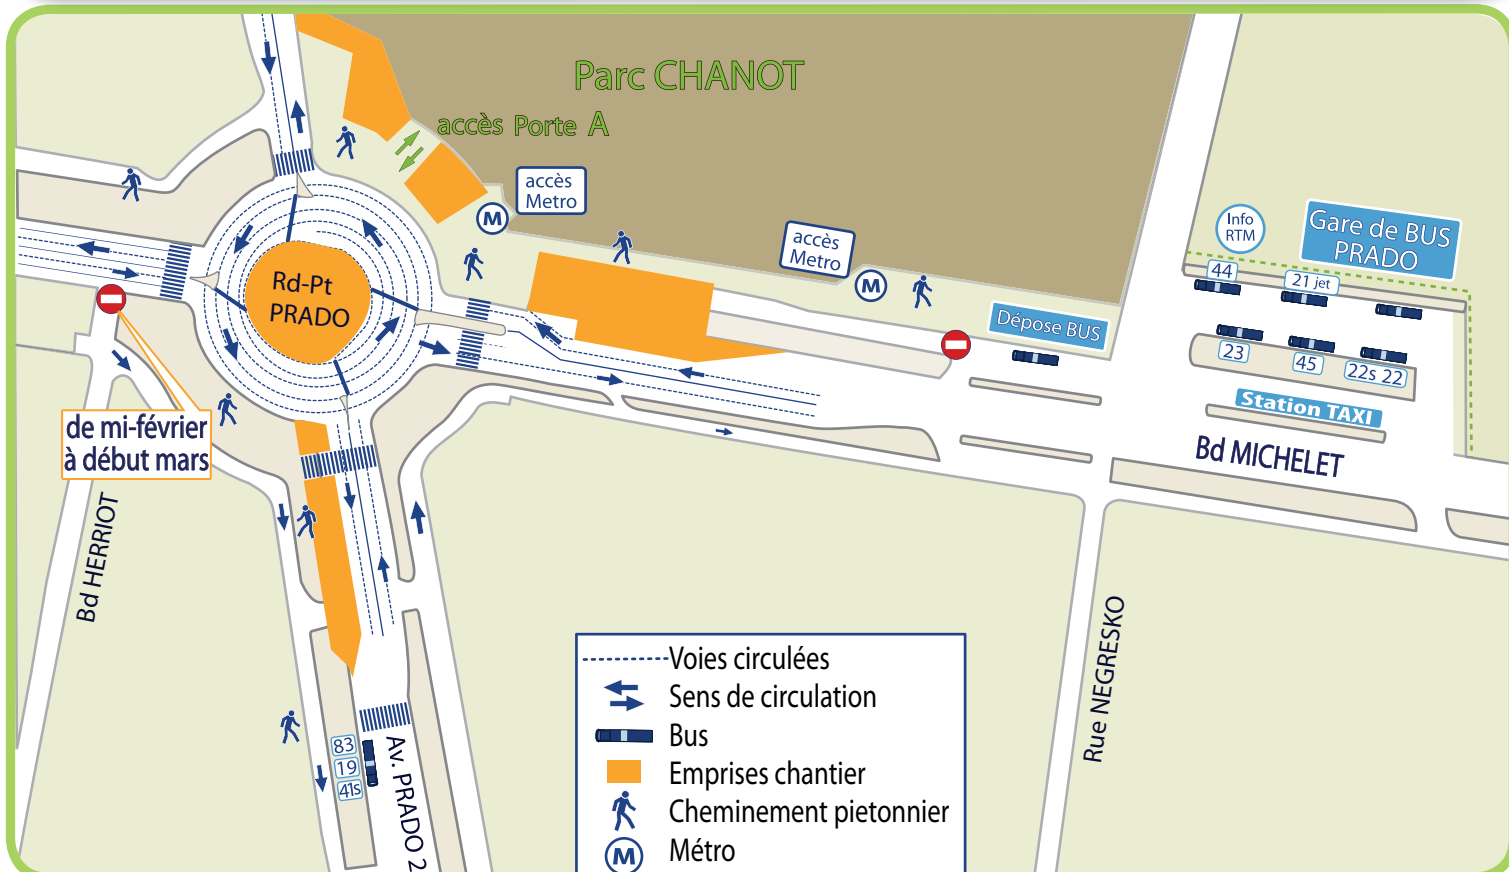 Parc CHANOT
accès Porte A
accès
Metro
M
accès
Metro
M
Info
RTM
Gare de BUS
PRADO
44
21 jet
Dépose BUS
23
45
22s 22
Station TAXI
Bd MICHELET
Rd-Pt
PRADO
de mi-février
à début mars
Bd HERRIOT
Rue NEGRESKO
83
19
41s
Av. PRADO 2
Voies circulées
Sens de circulation
Bus
Emprises chantier
Cheminement pietonnier
M
Métro